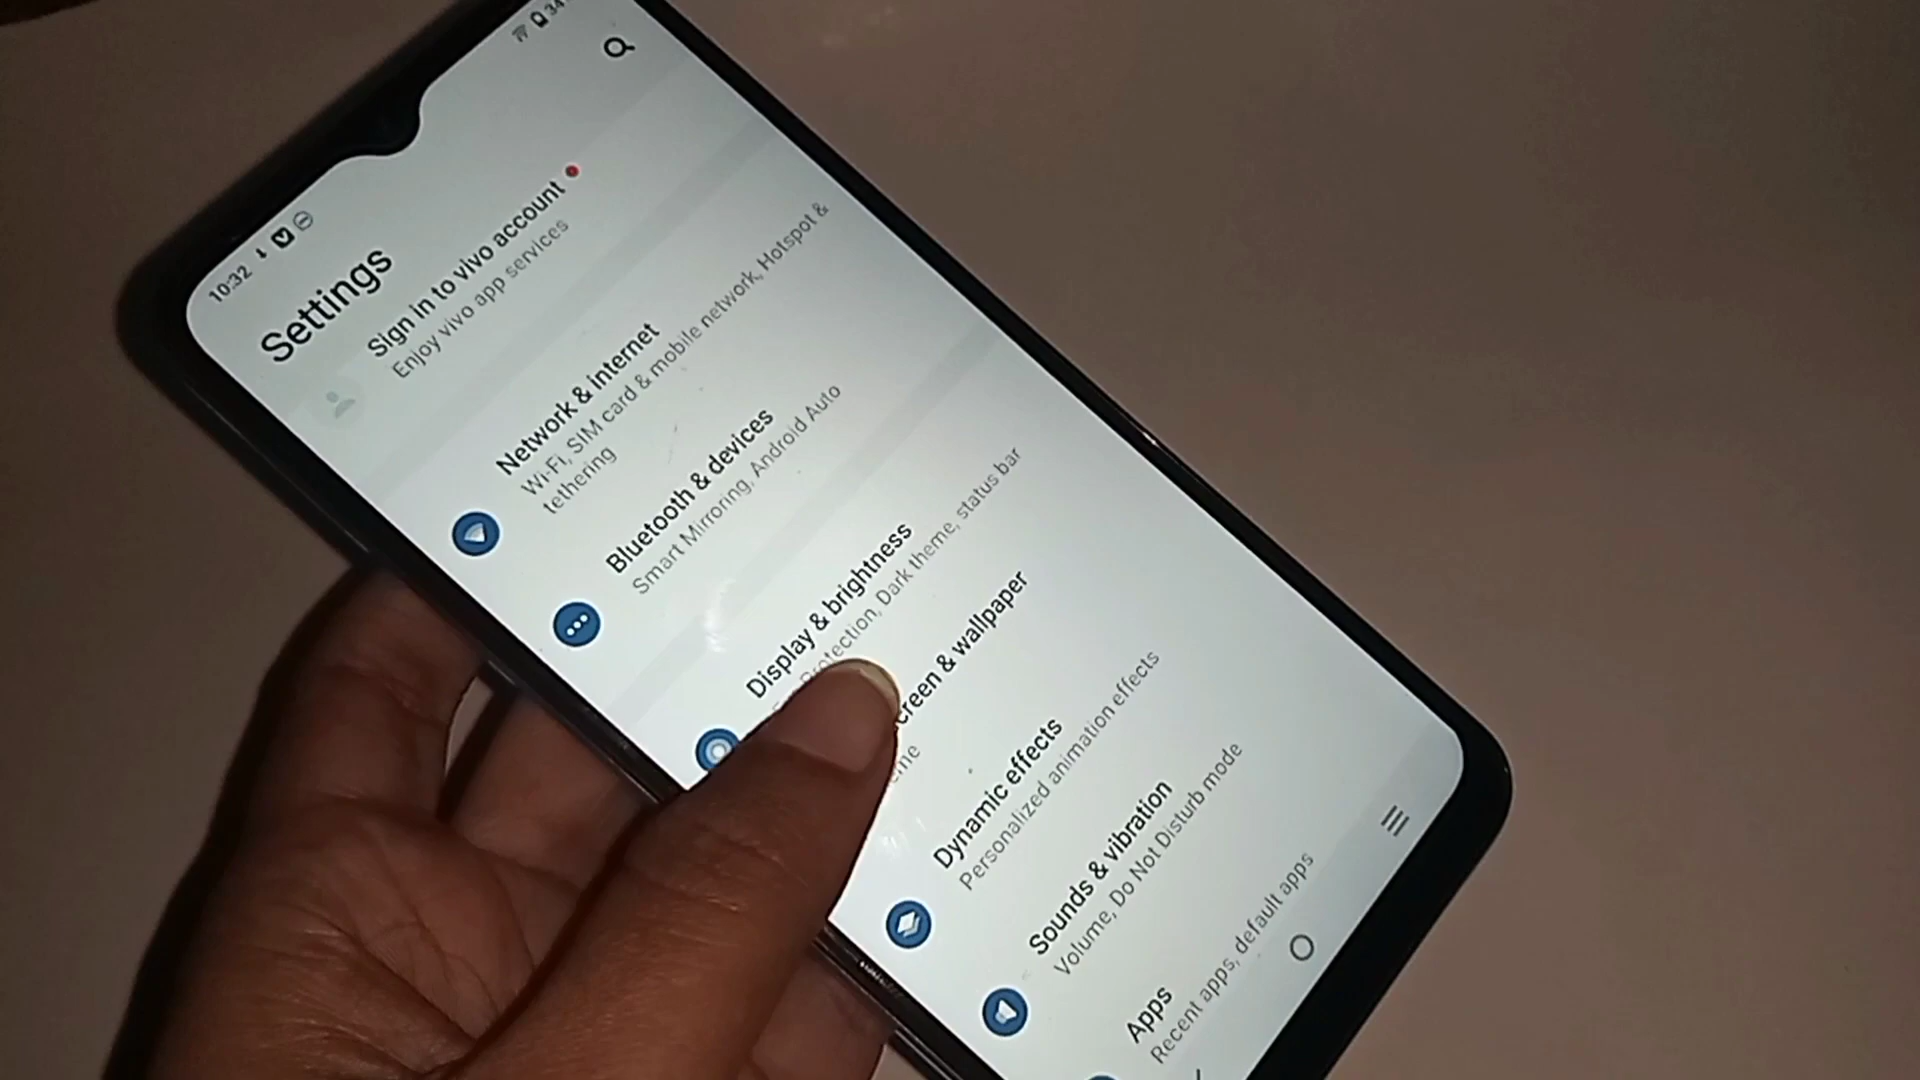 10:32
34
Settings
Sign in to vivo account
Enjoy vivo app services
Network & internet
Wi-Fi, SIM card & mobile network, Hotspot &
tethering
Bluetooth & devices
Smart Mirroring, Android Auto
Display & brightness
Protection, Dark theme, status bar
& wallpaper
Dynamic effects
Personalized animation effects
Sounds & vibration
Volume, Do Not Disturb mode
Apps
Recent apps, default apps